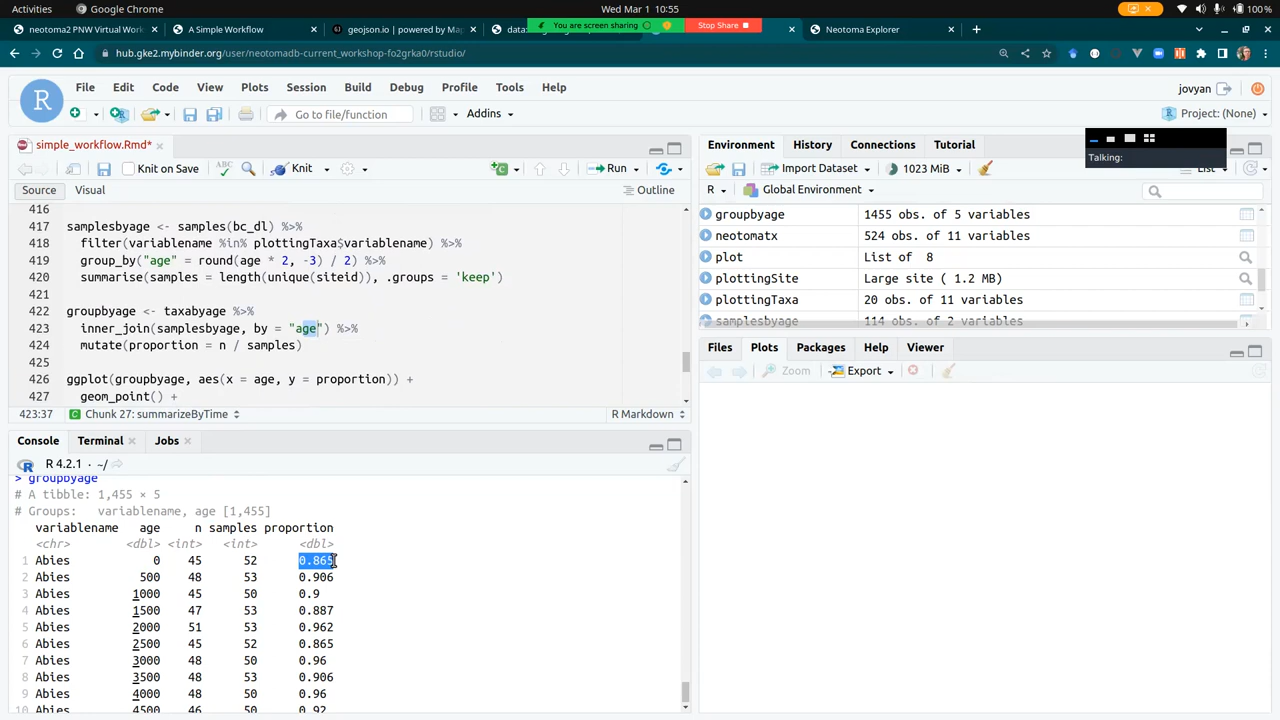 Activities Google Chrome Wed Mar 1 10:55 100 %
neotoma2 PNW Virtual Work A Simple Workflow geojson.io | powered by Map You are screen sharing Stop Share Neotoma Explorer
hub.gke2.mybinder.org/user/neotomadb-current_workshop-fo2grka0/rstudio/
File Edit Code View Plots Session Build Debug Profile Tools Help
jovyan
Go to file/function Addins
Project: (None)
Talking:
simple_workflow.Rmd*
Knit on Save ABC Knit Run
Source Visual Outline
416
417 samplesbyage <- samples(bc_dl) %>%
418 filter(variablename %in% plottingTaxa$variablename) %>%
419 group_by("age" = round(age * 2, -3) / 2) %>%
420 summarise(samples = length(unique(siteid)), .groups = 'keep')
421
422 groupbyage <- taxabyage %>%
423 inner_join(samplesbyage, by = "age") %>%
424 mutate(proportion = n / samples)
425
426 ggplot(groupbyage, aes(x = age, y = proportion)) +
427 geom_point() +
423:37 Chunk 27: summarizeByTime R Markdown
Console Terminal Jobs
R 4.2.1 · ~/
> groupbyage
# A tibble: 1,455 × 5
# Groups: variablename, age [1,455]
variablename age n samples proportion
<chr> <dbl> <int> <int> <dbl>
1 Abies 0 45 52 0.865
2 Abies 500 48 53 0.906
3 Abies 1000 45 50 0.9
4 Abies 1500 47 53 0.887
5 Abies 2000 51 53 0.962
6 Abies 2500 45 52 0.865
7 Abies 3000 48 50 0.96
8 Abies 3500 48 53 0.906
9 Abies 4000 48 50 0.96
10 Abies 4500 46 50 0.92
Environment History Connections Tutorial
Import Dataset 1023 MiB List
R Global Environment
groupbyage 1455 obs. of 5 variables
neotomatx 524 obs. of 11 variables
plot List of 8
plottingSite Large site ( 1.2 MB)
plottingTaxa 20 obs. of 11 variables
samplesbyage 114 obs. of 2 variables
Files Plots Packages Help Viewer
Zoom Export